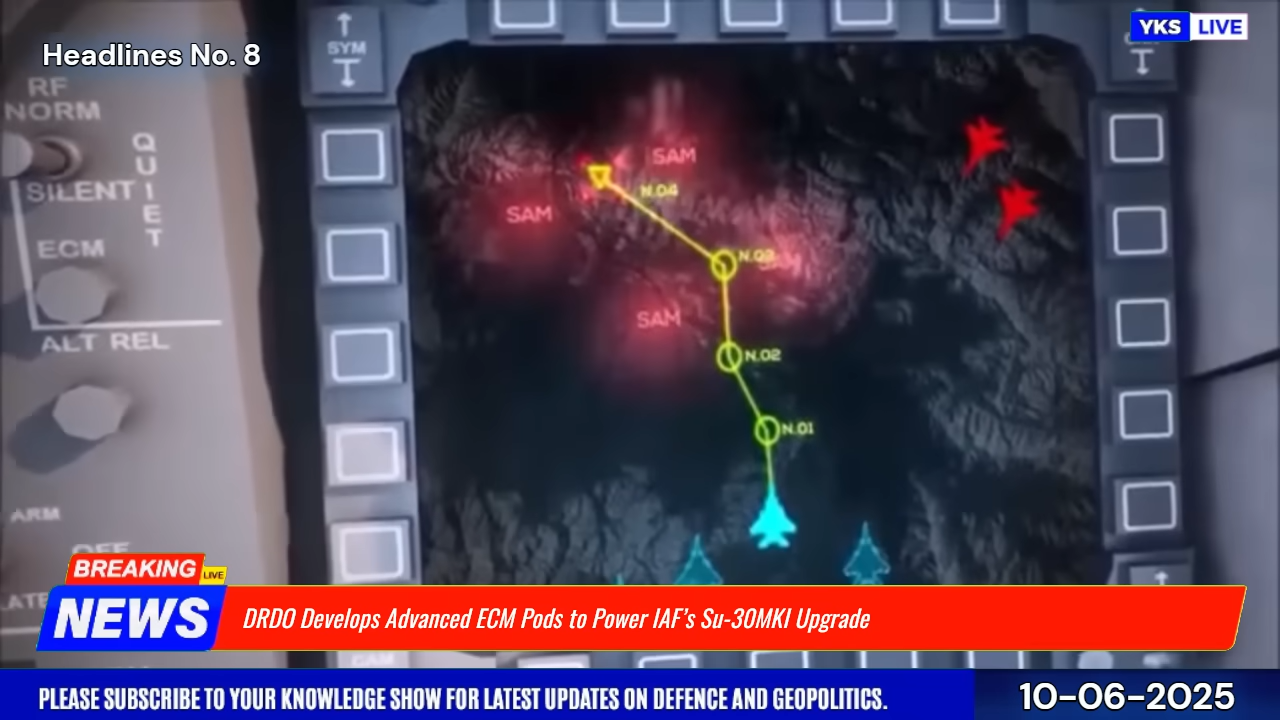 Headlines No. 8
YKS LIVE
SYM
RF
NORM
QUIET
SILENT
ECM
ALT REL
ARM
OFF
SAM
N.04
SAM
N.03
SAM
N.02
N.01
BREAKING
LIVE
NEWS
DRDO Develops Advanced ECM Pods to Power IAF's Su-30MKI Upgrade
PLEASE SUBSCRIBE TO YOUR KNOWLEDGE SHOW FOR LATEST UPDATES ON DEFENCE AND GEOPOLITICS.
10-06-2025